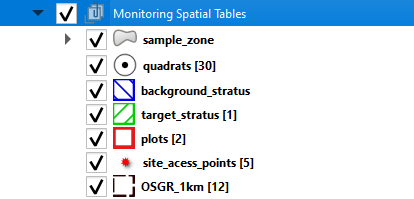 Monitoring Spatial Tables
sample_zone
quadrats [30]
background_stratus
target_stratus [1]
plots [2]
site_acess_points [5]
OSGR_1km [12]